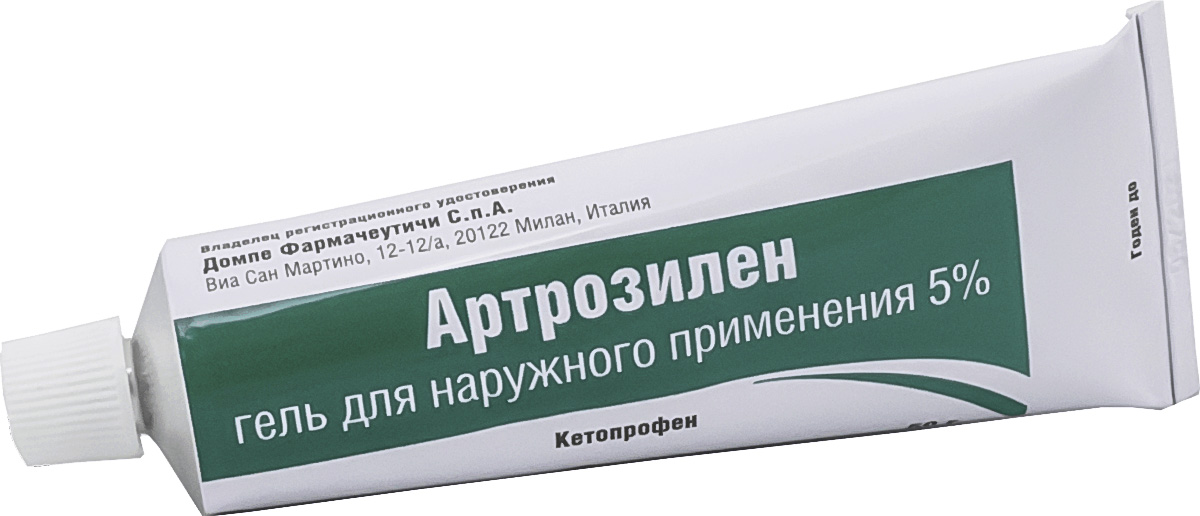 Владелец регистрационного удостоверения
Домпе Фармачеутичи С.п.А.
Виа Сан Мартино, 12-12/а, 20122 Милан, Италия
Артрозилен
гель для наружного применения 5%
Кетопрофен
Годен до